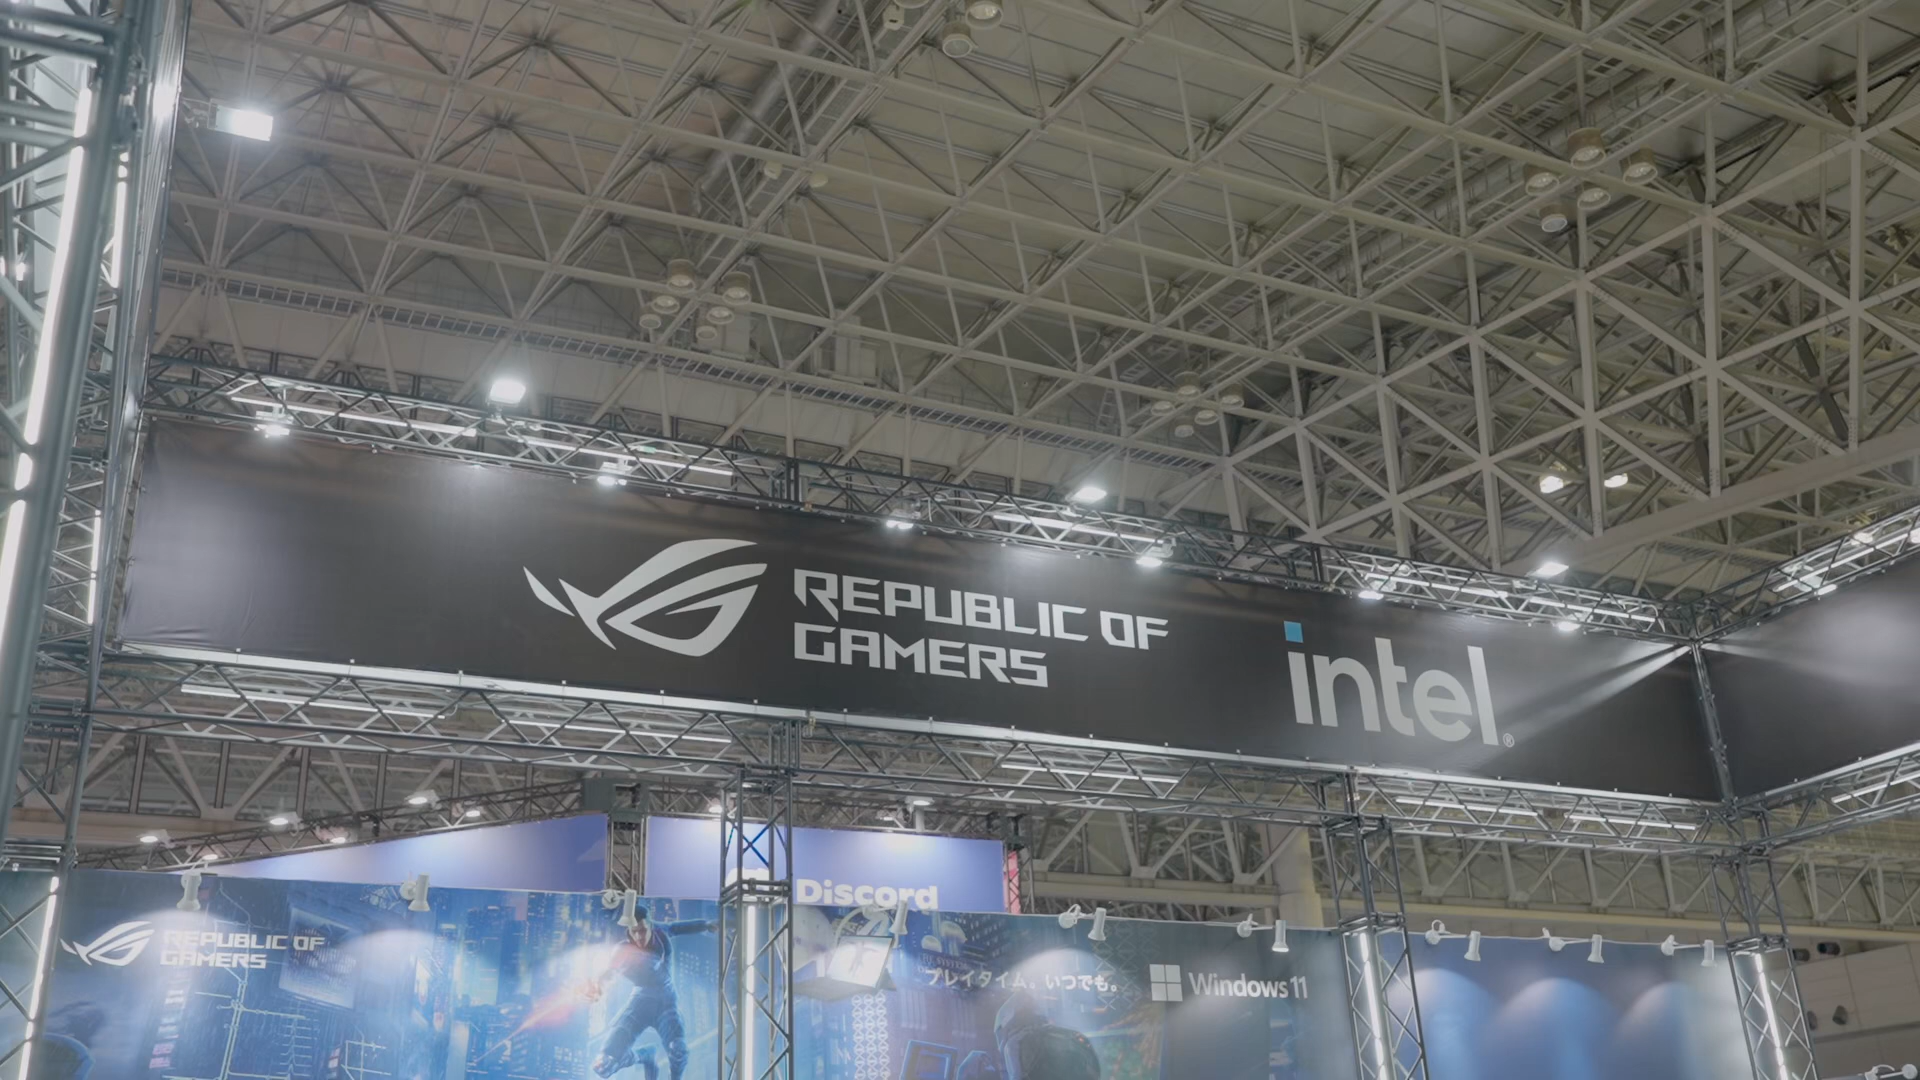 REPUBLIC OF
GAMERS
intel®
Discord
REPUBLIC OF
GAMERS
プレイタイム。いつでも。
Windows 11